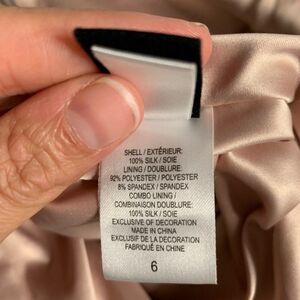 SHELL / EXTÉRIEUR:
100% SILK / SOIE
LINING / DOUBLURE:
92% POLYESTER / POLYESTER
8% SPANDEX / SPANDEX
COMBO LINING /
COMBINAISON DOUBLURE:
100% SILK / SOIE
EXCLUSIVE OF DECORATION
MADE IN CHINA
EXCLUSIF DE LA DECORATION
FABRIQUÉ EN CHINE
6